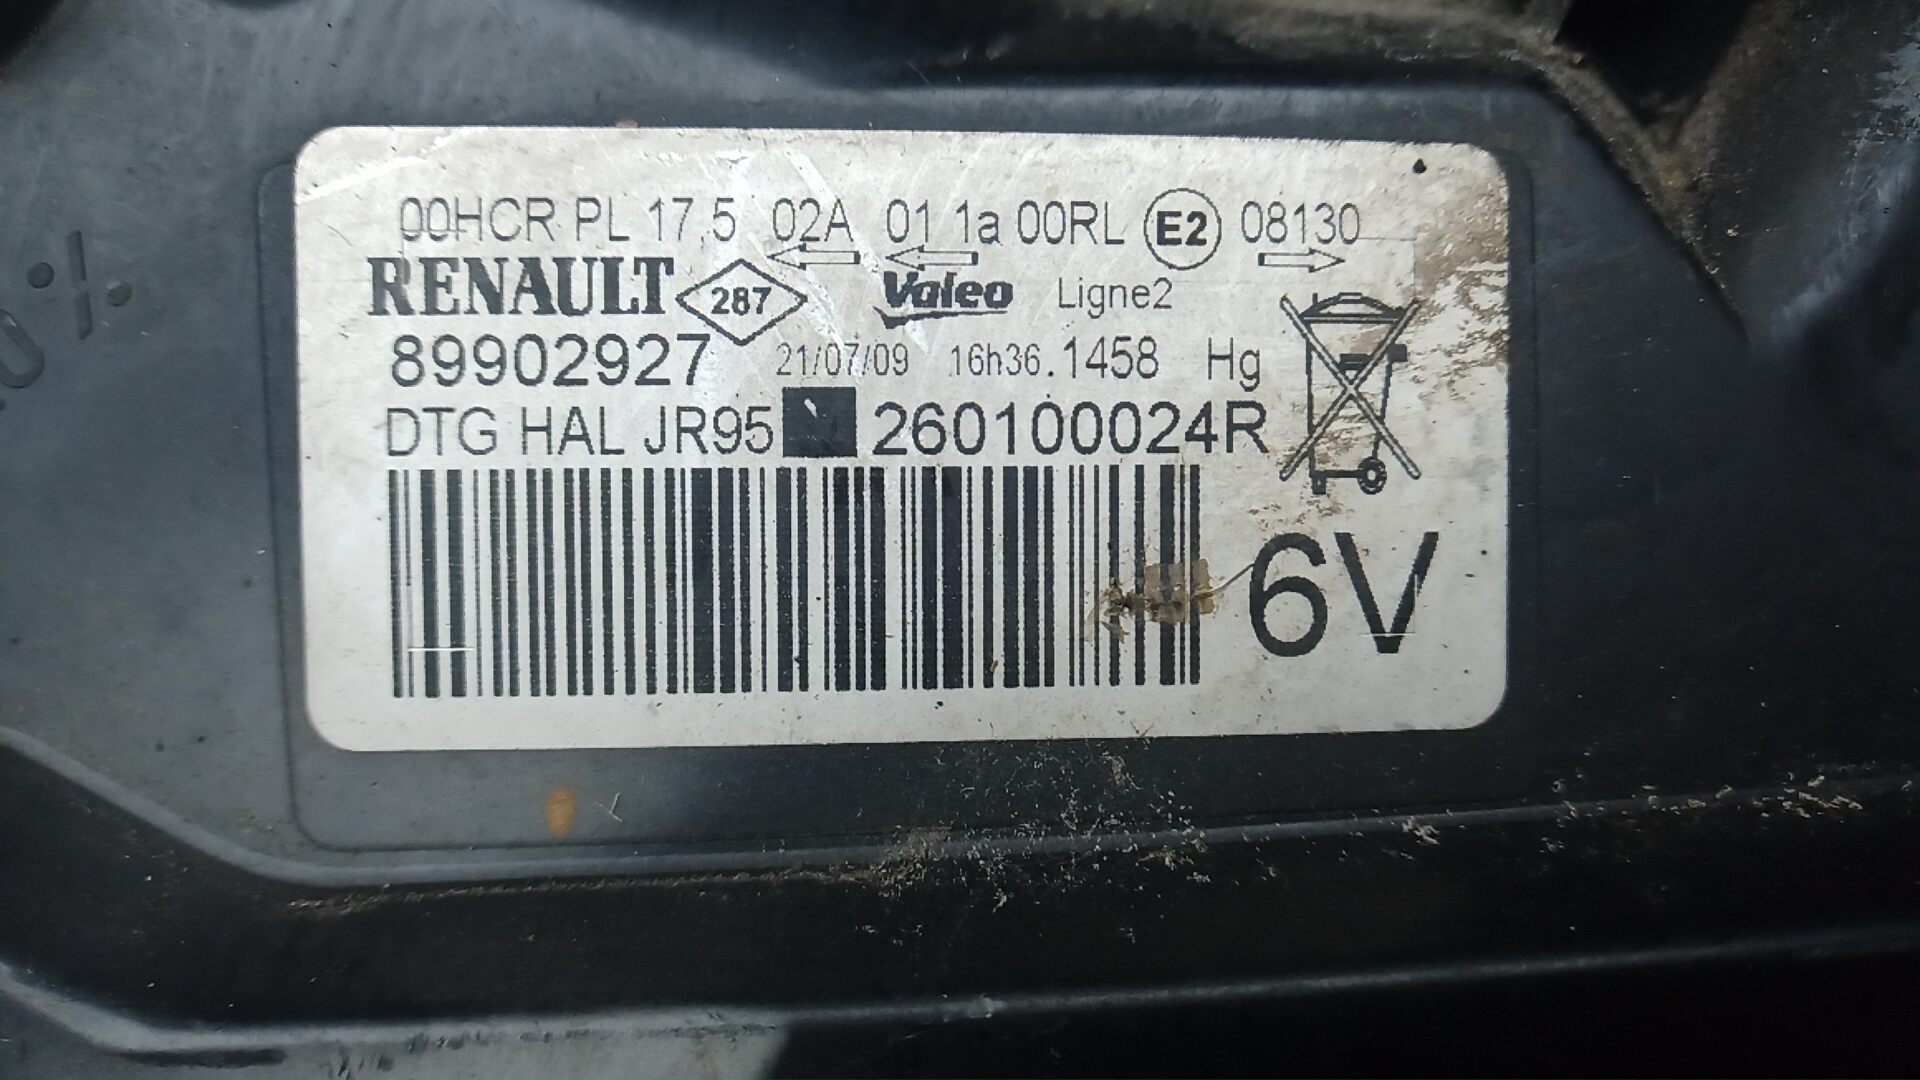 00HCR PL 17,5 02A 01 1a 00RL E2 08130
RENAULT 287 Valeo Ligne2
89902927 21/07/09 16h36.1458 Hg
DTG HAL JR95 260100024R
6V